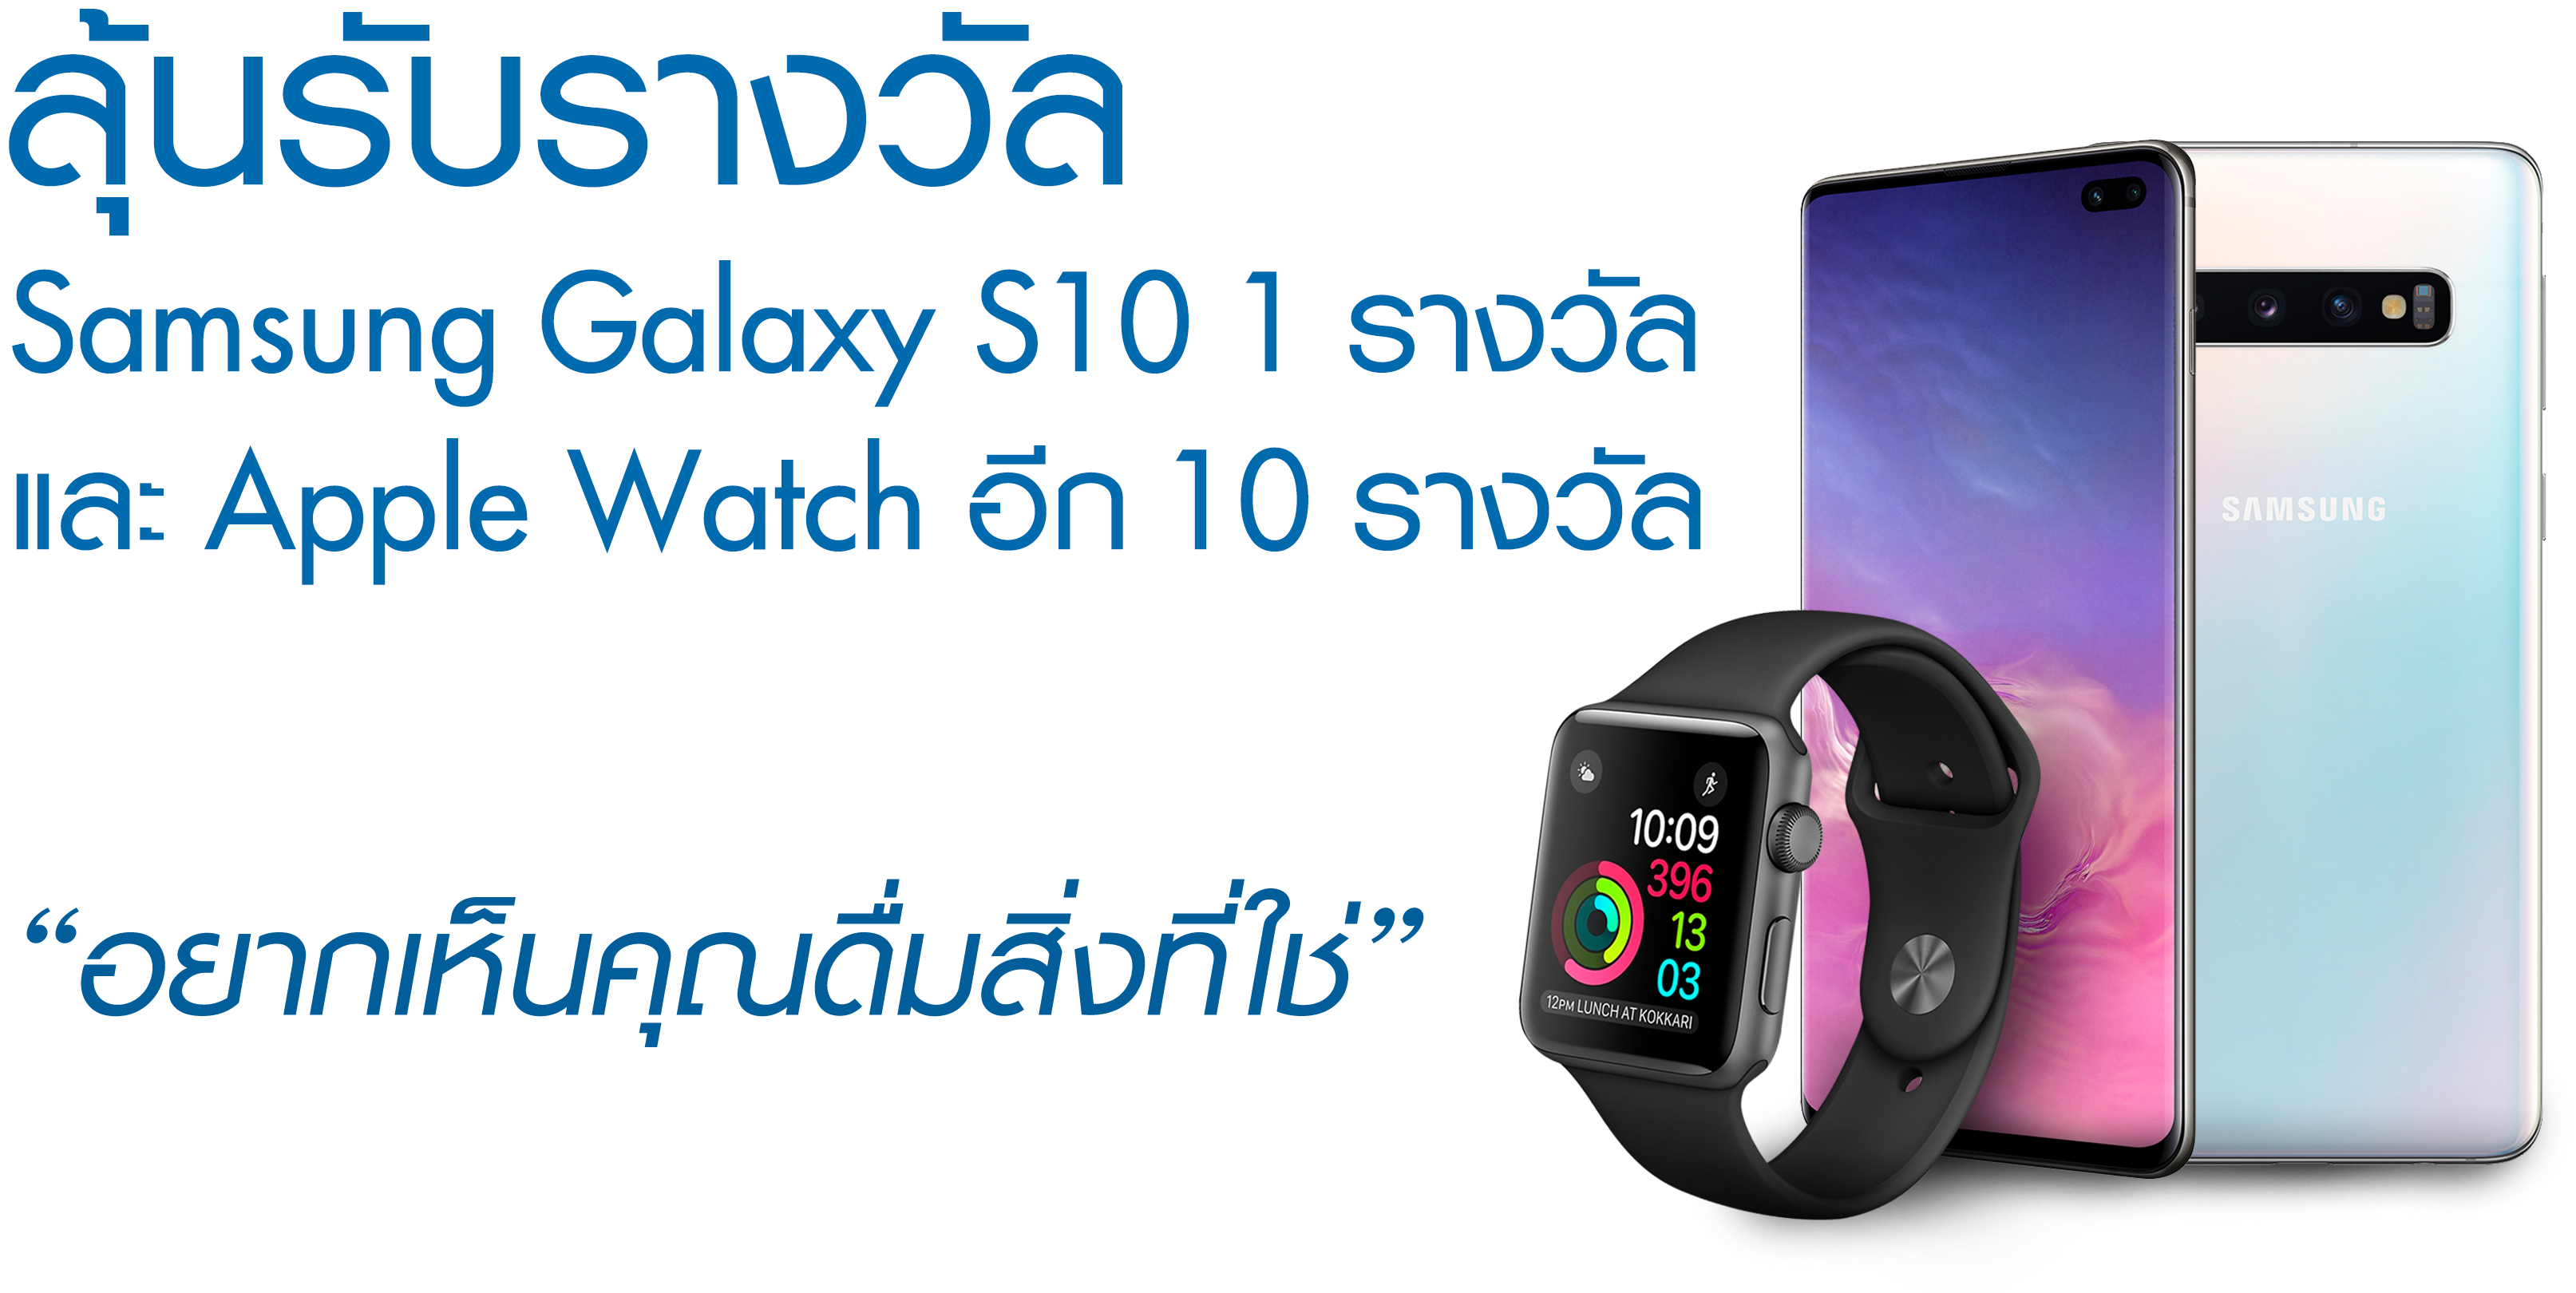 ลุ้นรับรางวัล
Samsung Galaxy S10 1 รางวัล
และ Apple Watch อีก 10 รางวัล
SAMSUNG
10:09
396
13
03
12PM LUNCH AT KOKKARI
“อยากเห็นคุณดื่มสิ่งที่ใช่”